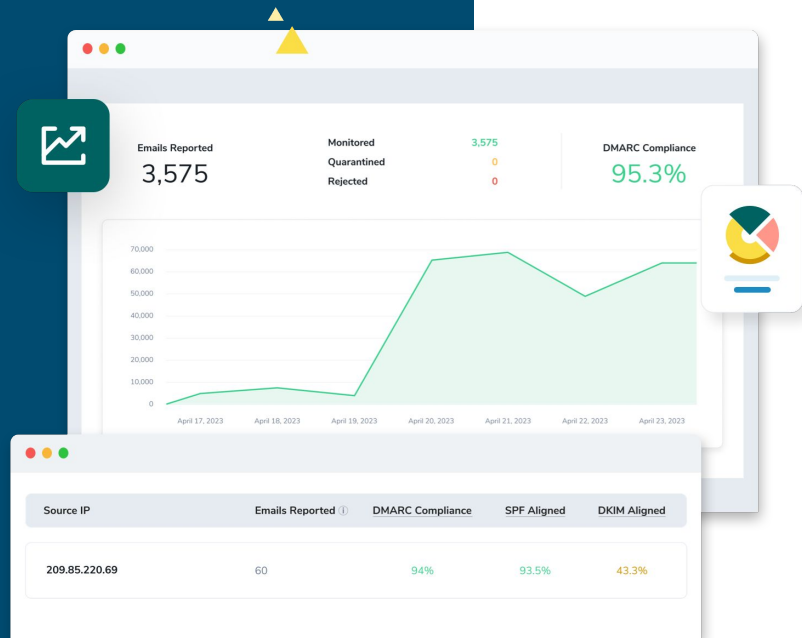 Emails Reported
3,575
Monitored 3,575
Quarantined 0
Rejected 0
DMARC Compliance
95.3%
70,000
60,000
50,000
40,000
30,000
20,000
10,000
0
April 17, 2023 April 18, 2023 April 19, 2023 April 20, 2023 April 21, 2023 April 22, 2023 April 23, 2023
Source IP Emails Reported DMARC Compliance SPF Aligned DKIM Aligned
209.85.220.69 60 94% 93.5% 43.3%